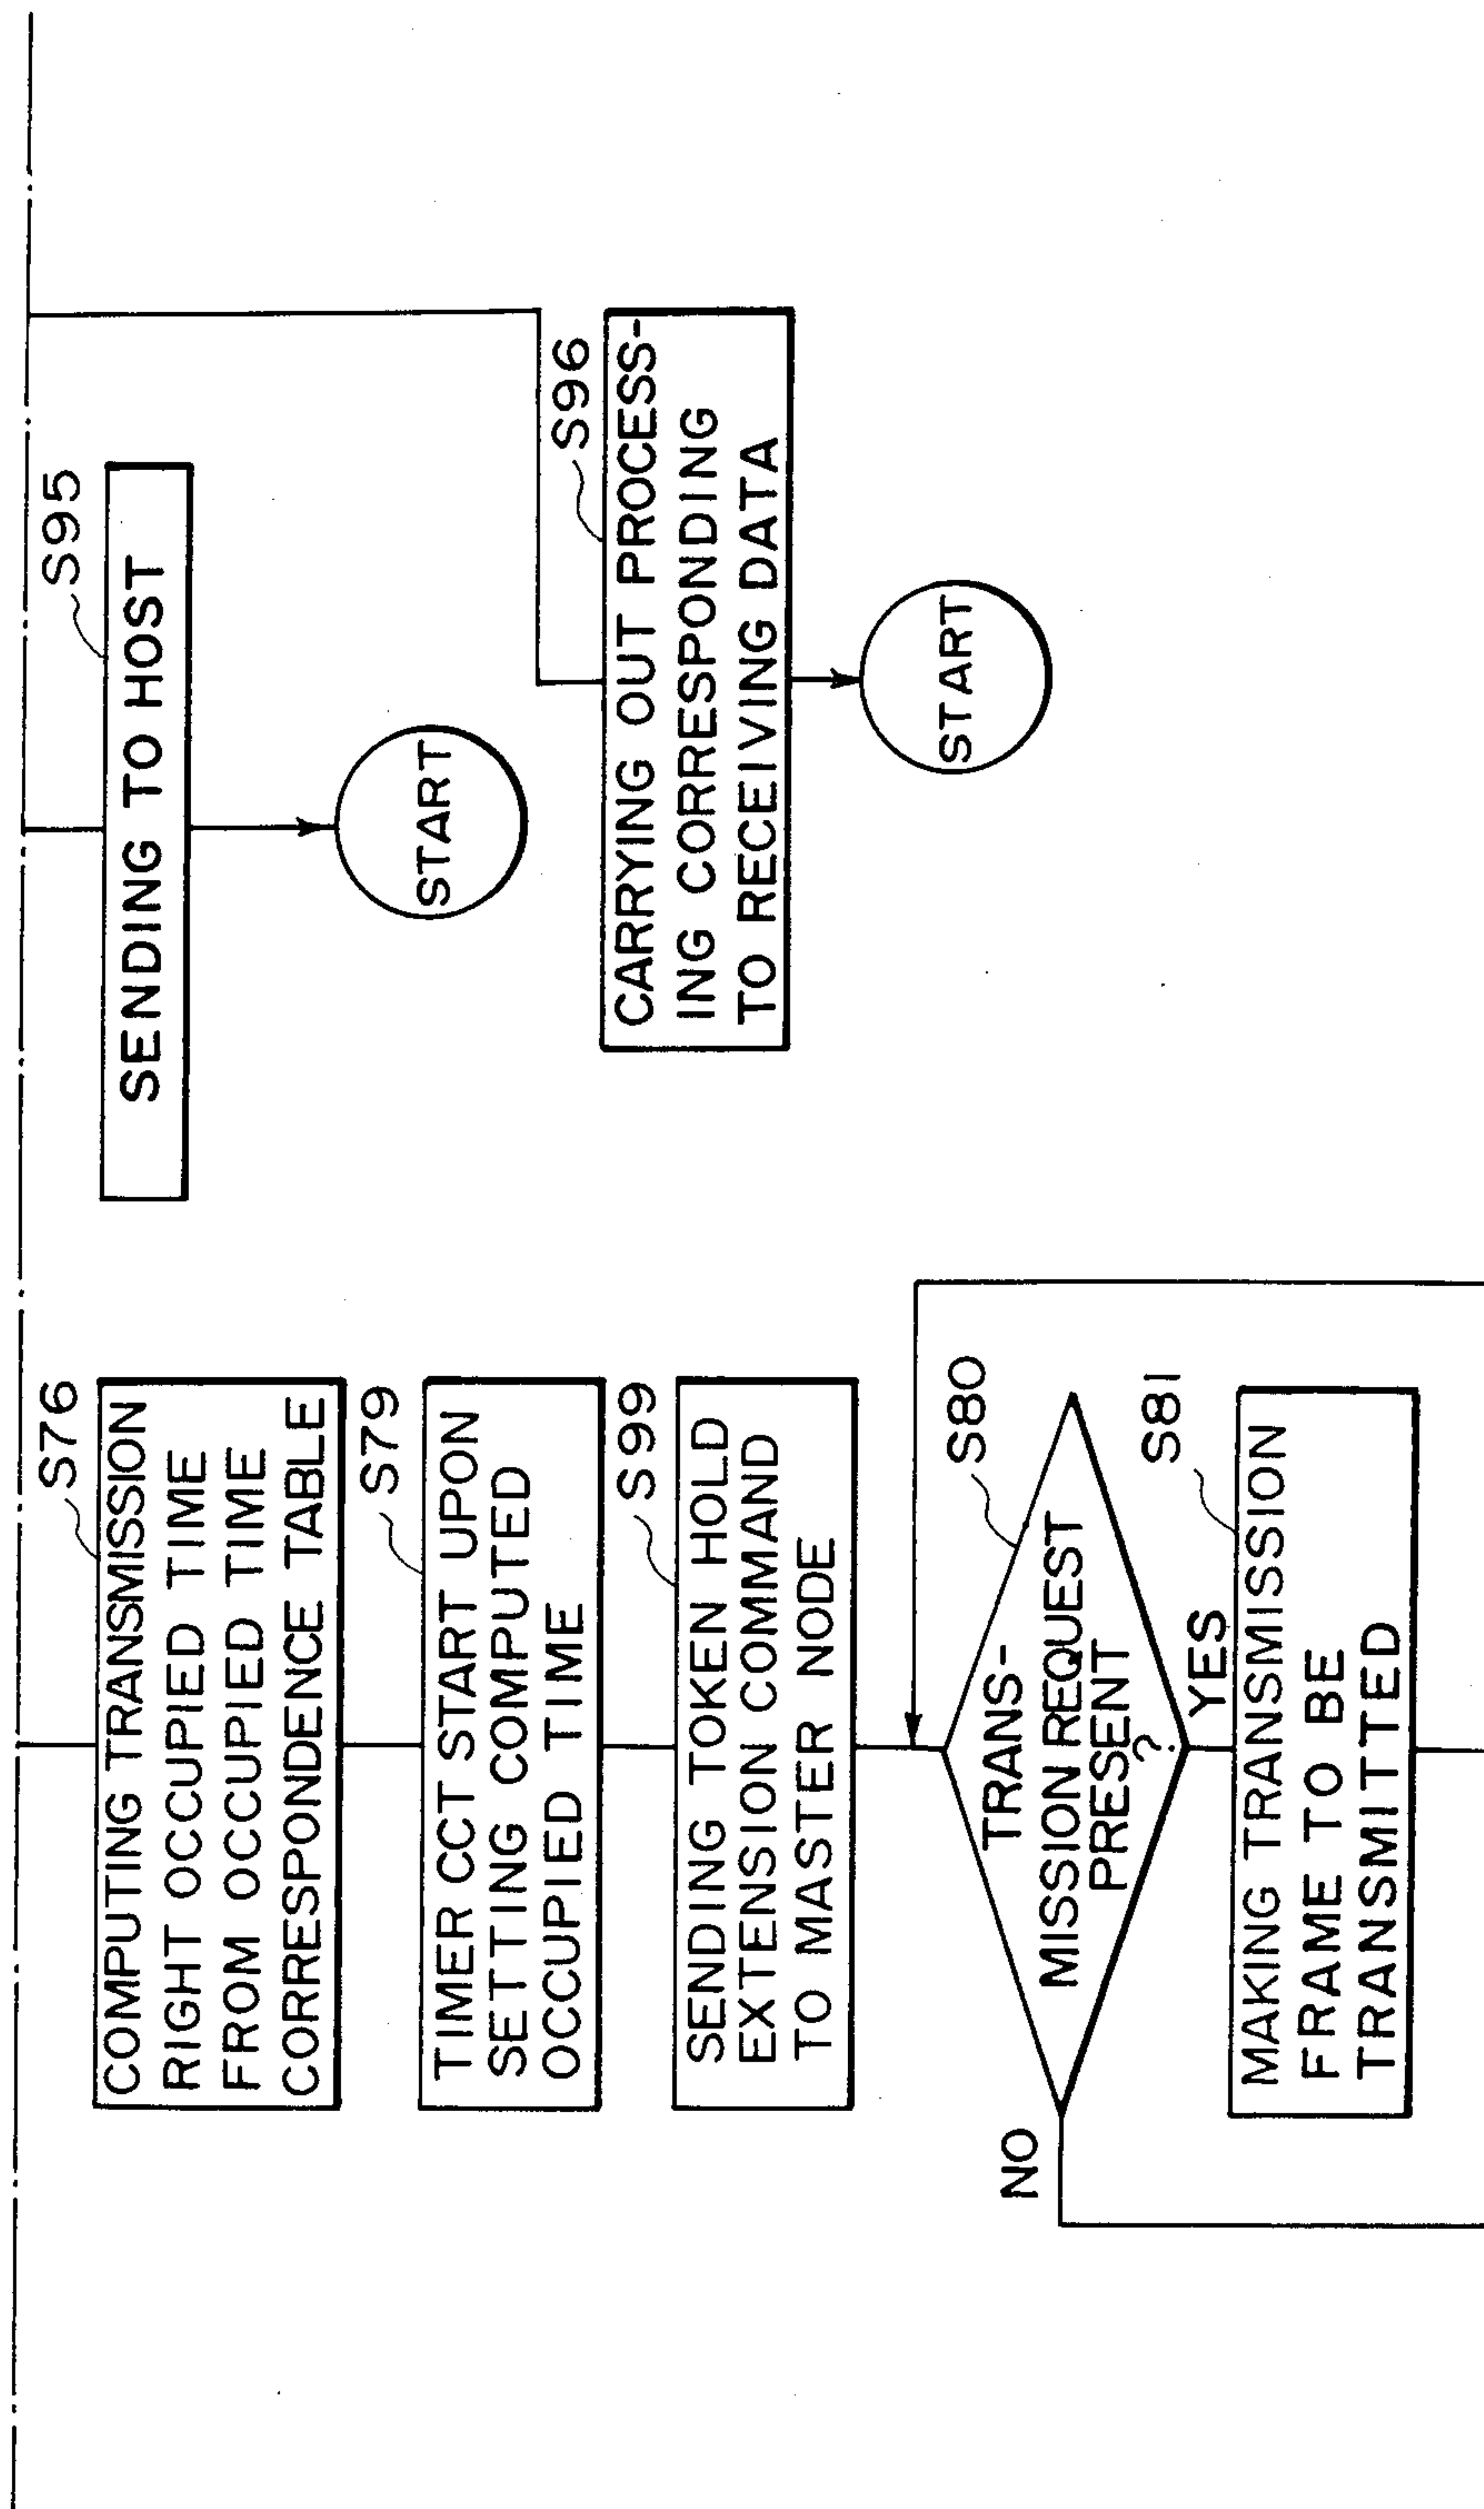 S76
COMPUTING TRANSMISSION
RIGHT OCCUPIED TIME
FROM OCCUPIED TIME
CORRESPONDENCE TABLE
S79
TIMER CCT START UPON
SETTING COMPUTED
OCCUPIED TIME
S99
SENDING TOKEN HOLD
EXTENSION COMMAND
TO MASTER NODE
S80
TRANS-
MISSION REQUEST
PRESENT
?
NO
YES
S81
MAKING TRANSMISSION
FRAME TO BE
TRANSMITTED
S95
SENDING TO HOST
START
S96
CARRYING OUT PROCESS-
ING CORRESPONDING
TO RECEIVING DATA
START